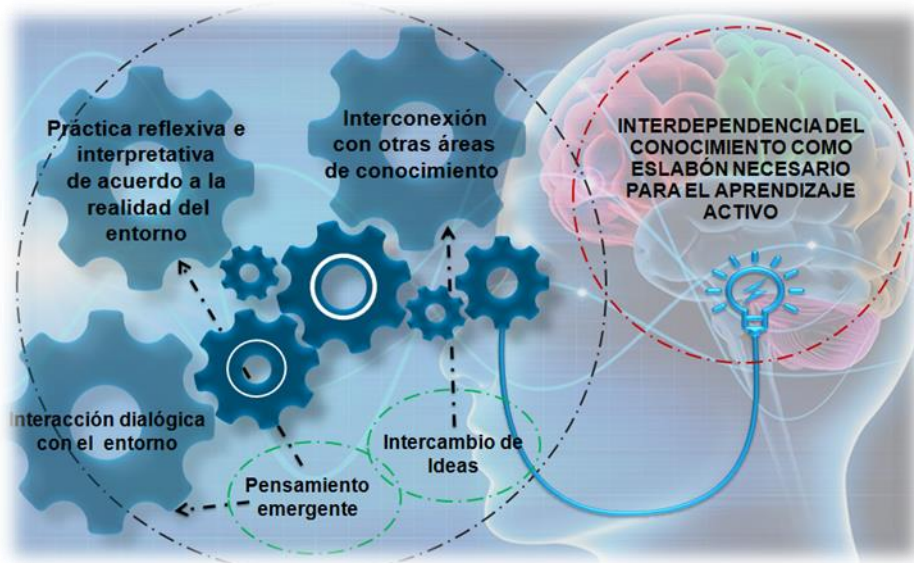 Práctica reflexiva e
interpretativa
de acuerdo a la
realidad del
entorno
Interconexión
con otras áreas
de conocimiento
INTERDEPENDENCIA DEL
CONOCIMIENTO COMO
ESLABÓN NECESARIO
PARA EL APRENDIZAJE
ACTIVO
Interacción dialógica
con el entorno
Intercambio de
Ideas
Pensamiento
emergente